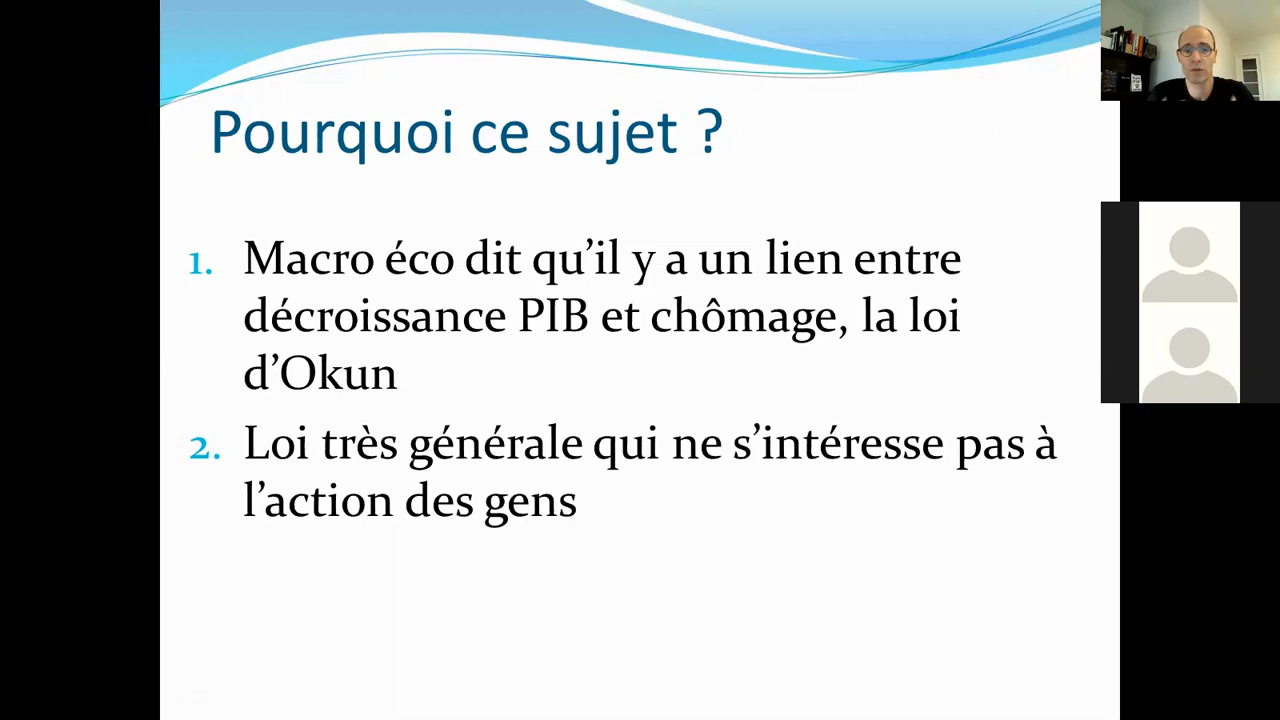 Pourquoi ce sujet ?
1. Macro éco dit qu’il y a un lien entre
décroissance PIB et chômage, la loi
d’Okun
2. Loi très générale qui ne s’intéresse pas à
l’action des gens